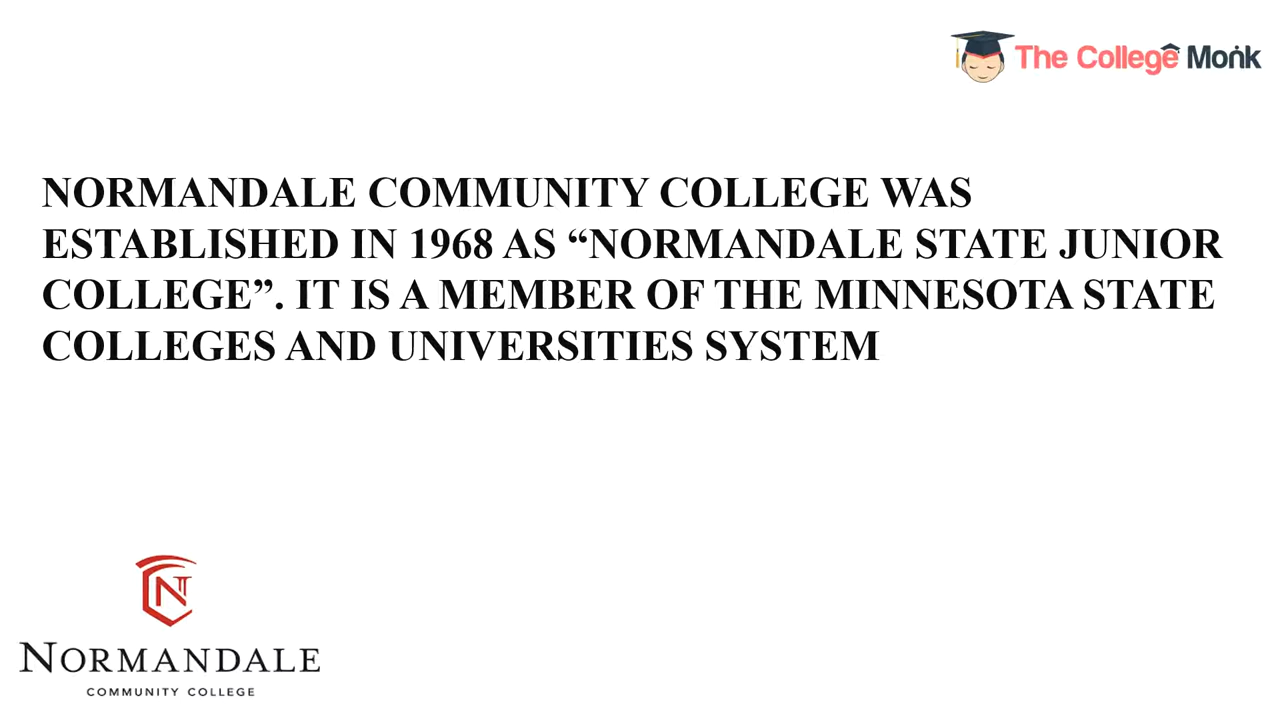 The College Monk
NORMANDALE COMMUNITY COLLEGE WAS
ESTABLISHED IN 1968 AS “NORMANDALE STATE JUNIOR
COLLEGE”. IT IS A MEMBER OF THE MINNESOTA STATE
COLLEGES AND UNIVERSITIES SYSTEM
N
NORMANDALE
COMMUNITY COLLEGE